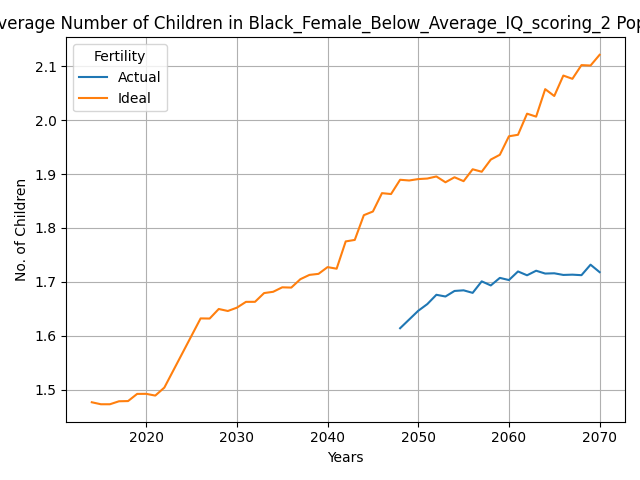 verage Number of Children in Black_Female_Below_Average_IQ_scoring_2 Pop
Fertility
Actual
Ideal
2.1
2.0
1.9
1.8
1.7
1.6
1.5
No. of Children
2020
2030
2040
2050
2060
2070
Years